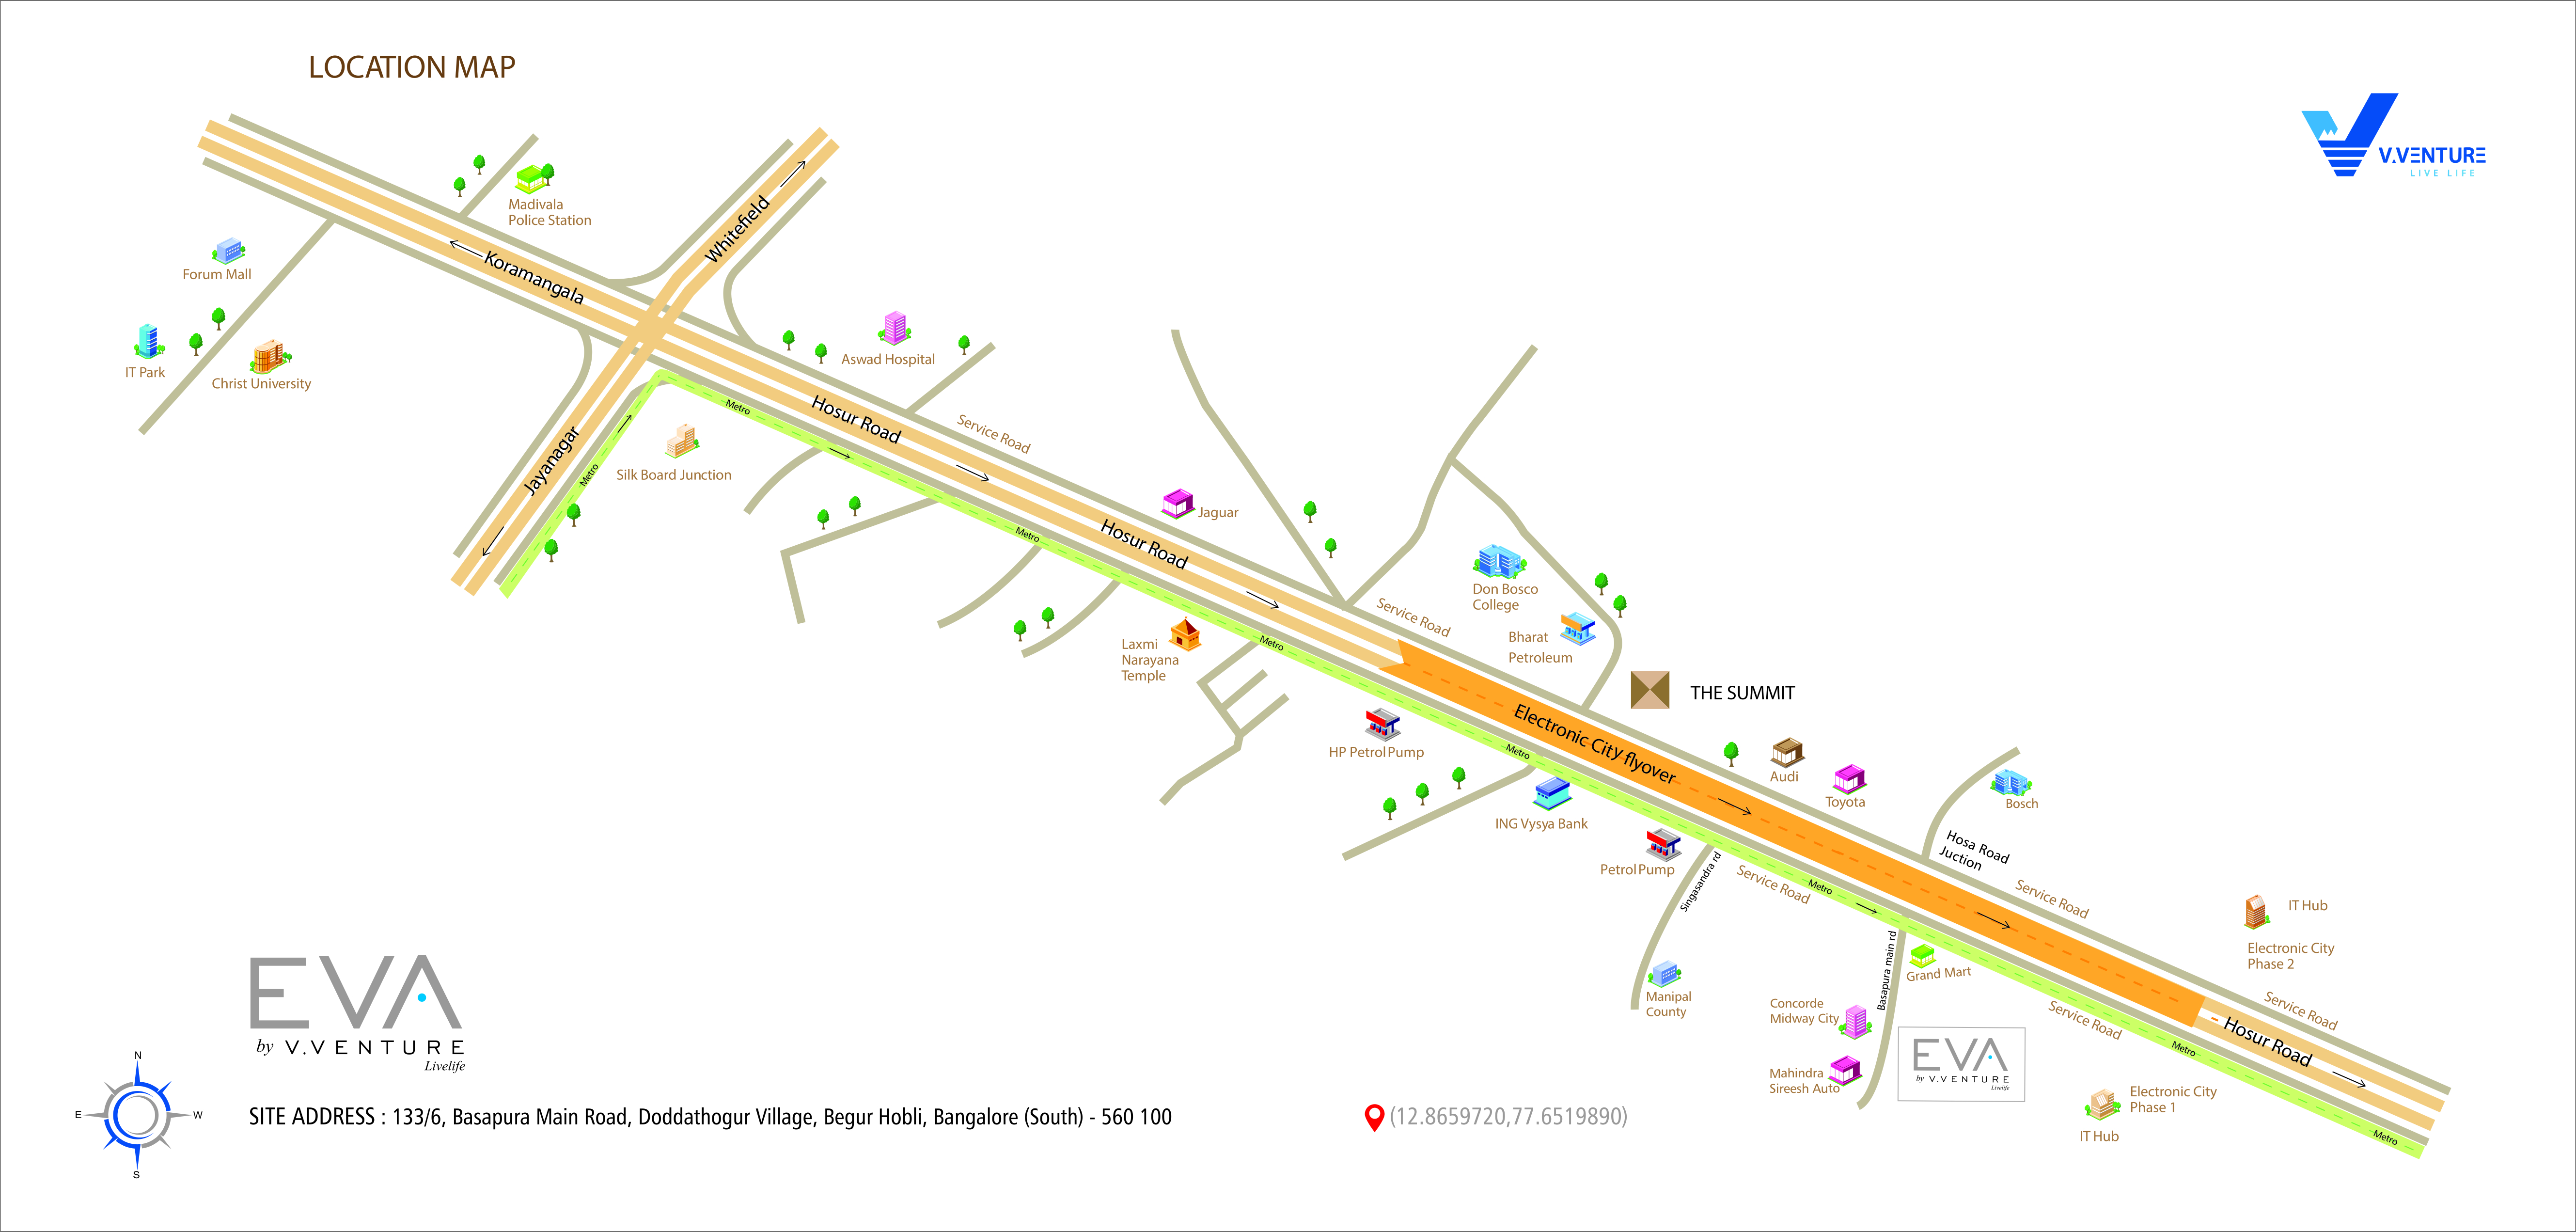 LOCATION MAP
V.VENTURE
LIVE LIFE
Madivala
Police Station
Whitefield
Koramangala
Forum Mall
IT Park
Christ University
Aswad Hospital
Hosur Road
Service Road
Metro
Jayanagar
Metro
Silk Board Junction
Jaguar
Hosur Road
Metro
Don Bosco
College
Service Road
Bharat
Petroleum
Laxmi
Narayana
Temple
Metro
THE SUMMIT
Electronic City flyover
HP Petrol Pump
Metro
Audi
Toyota
Bosch
ING Vysya Bank
Hosa Road
Juction
Petrol Pump
Singasandra rd
Service Road
Metro
Service Road
IT Hub
Electronic City
Phase 2
Basapura main rd
Grand Mart
Manipal
County
Concorde
Midway City
Service Road
Service Road
Hosur Road
Metro
Mahindra
Sireesh Auto
EVA
by V.VENTURE
Livelife
Electronic City
Phase 1
IT Hub
Metro
EVA
by V.VENTURE
Livelife
N
E
W
S
SITE ADDRESS : 133/6, Basapura Main Road, Doddathogur Village, Begur Hobli, Bangalore (South) - 560 100
(12.8659720,77.6519890)